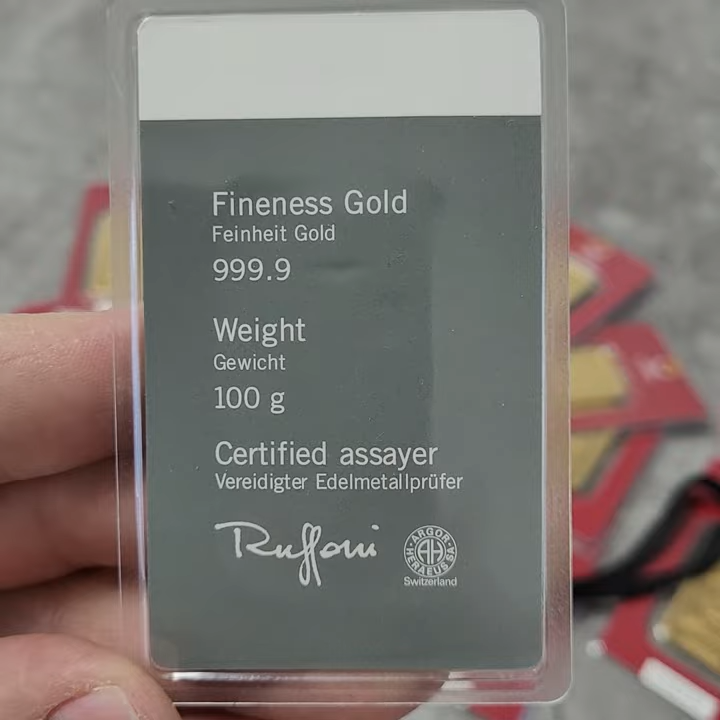 Fineness Gold
Feinheit Gold
999.9
Weight
Gewicht
100 g
Certified assayer
Vereidigter Edelmetallprüfer
Ruffoni
ARGOR
AH
HERAEUS SA
Switzerland